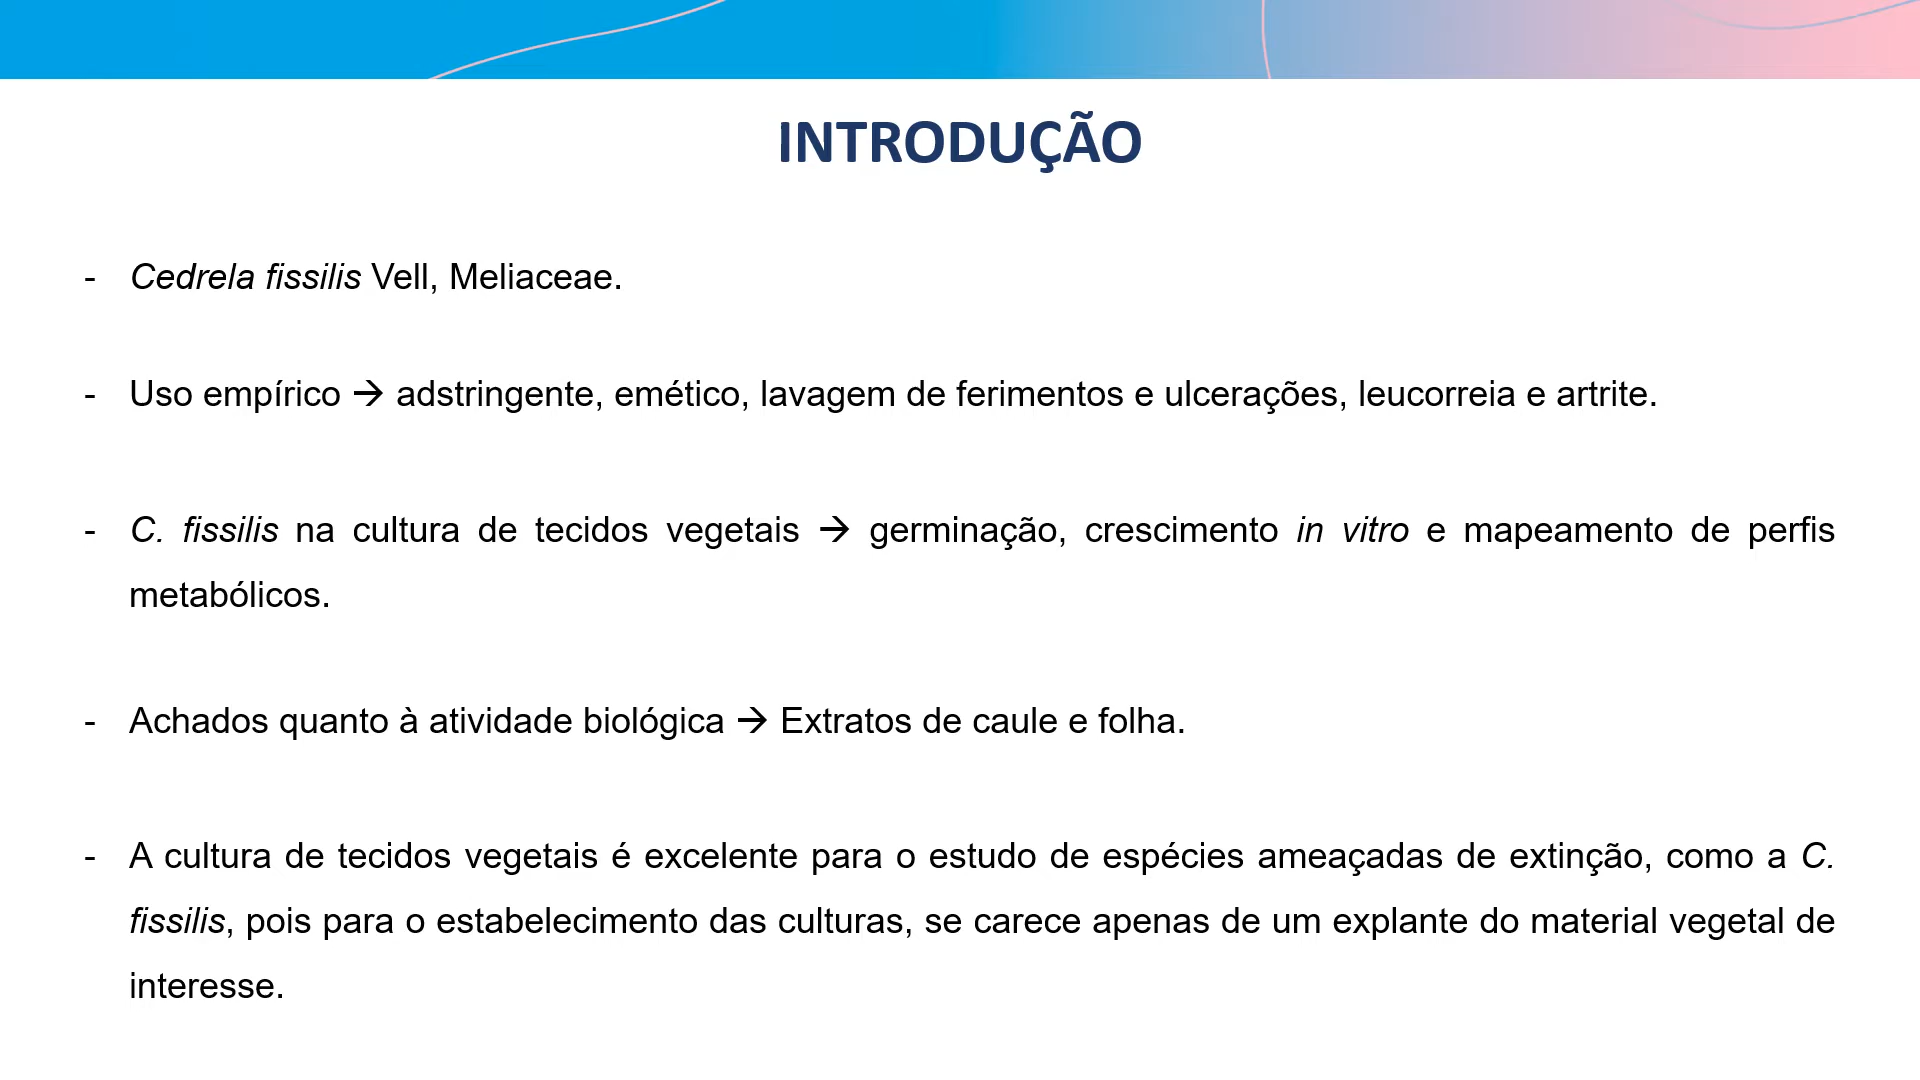 INTRODUÇÃO
- Cedrela fissilis Vell, Meliaceae.
- Uso empírico → adstringente, emético, lavagem de ferimentos e ulcerações, leucorreia e artrite.
- C. fissilis na cultura de tecidos vegetais → germinação, crescimento in vitro e mapeamento de perfis
metabólicos.
- Achados quanto à atividade biológica → Extratos de caule e folha.
- A cultura de tecidos vegetais é excelente para o estudo de espécies ameaçadas de extinção, como a C.
fissilis, pois para o estabelecimento das culturas, se carece apenas de um explante do material vegetal de
interesse.